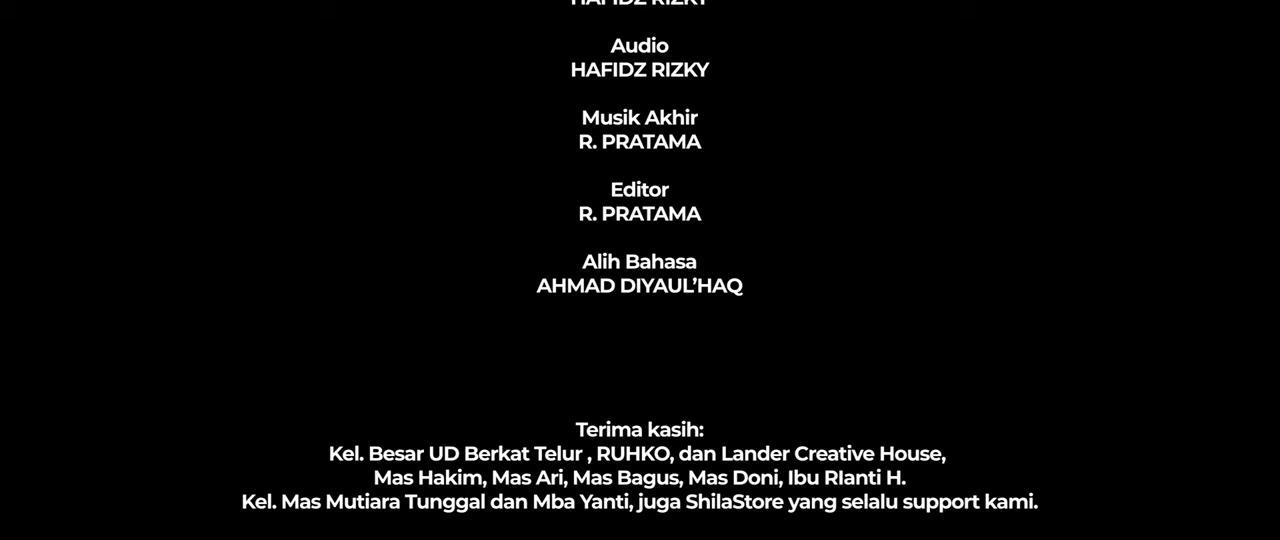 HAFIDZ RIZKY
Audio
HAFIDZ RIZKY
Musik Akhir
R. PRATAMA
Editor
R. PRATAMA
Alih Bahasa
AHMAD DIYAUL’HAQ
Terima kasih:
Kel. Besar UD Berkat Telur , RUHKO, dan Lander Creative House,
Mas Hakim, Mas Ari, Mas Bagus, Mas Doni, Ibu RIanti H.
Kel. Mas Mutiara Tunggal dan Mba Yanti, juga ShilaStore yang selalu support kami.